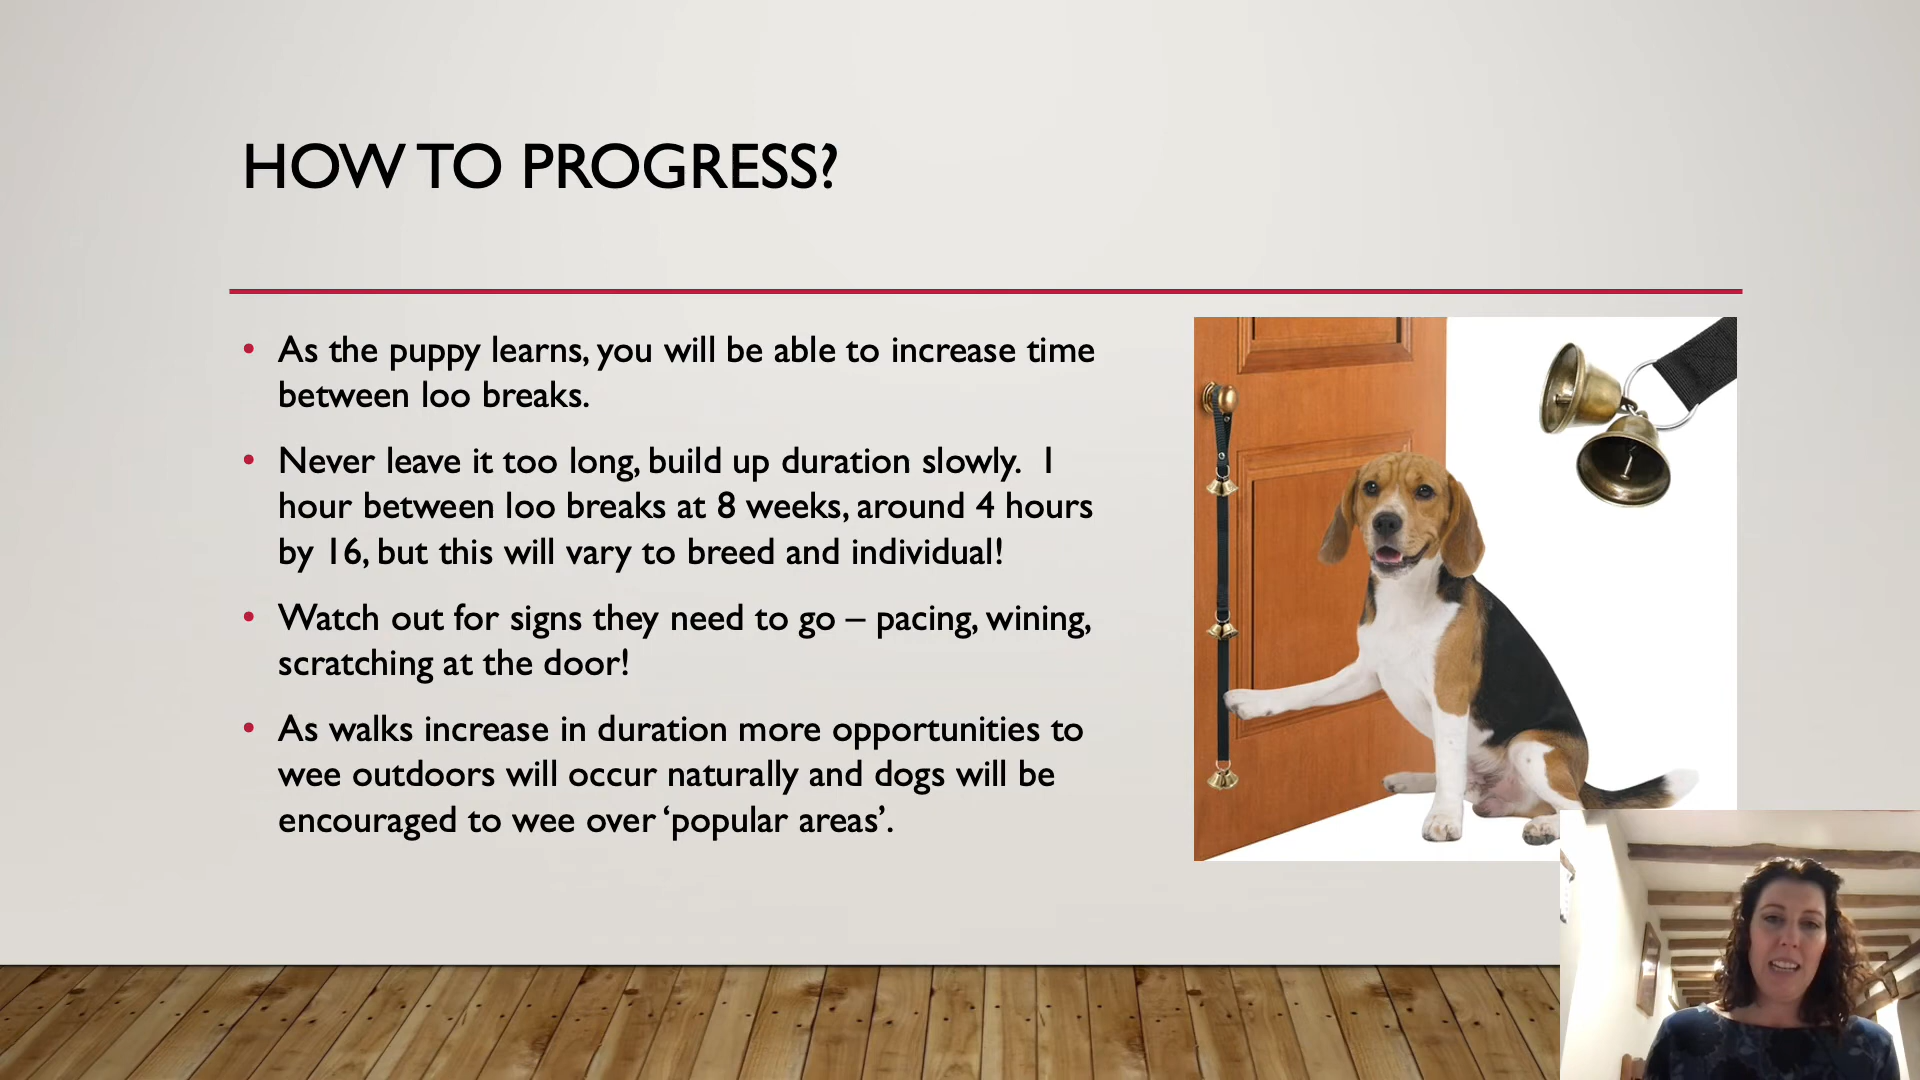 HOW TO PROGRESS?
• As the puppy learns, you will be able to increase time
between loo breaks.
• Never leave it too long, build up duration slowly.  1
hour between loo breaks at 8 weeks, around 4 hours
by 16, but this will vary to breed and individual!
• Watch out for signs they need to go – pacing, wining,
scratching at the door!
• As walks increase in duration more opportunities to
wee outdoors will occur naturally and dogs will be
encouraged to wee over ‘popular areas’.